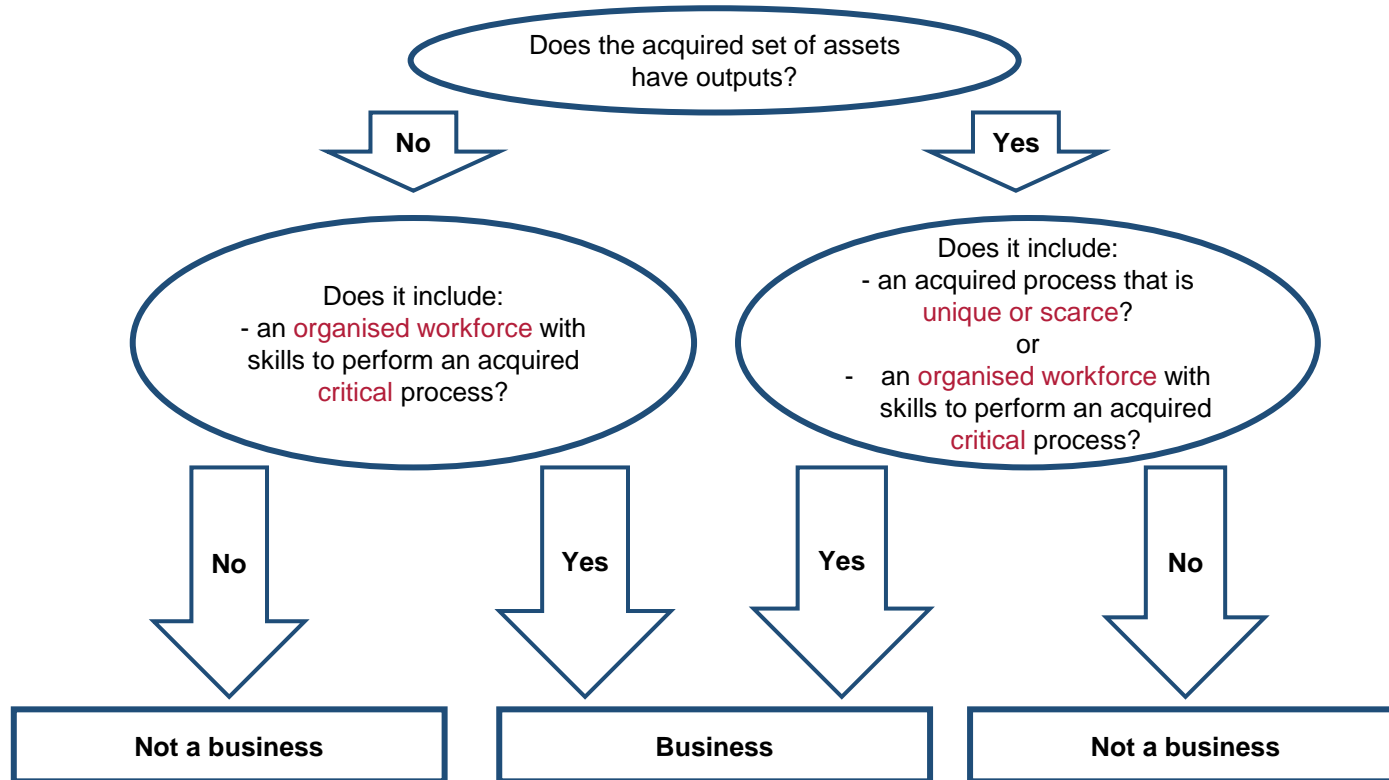 Does the acquired set of assets
have outputs?
No
Yes
Does it include:
- an organised workforce with
skills to perform an acquired
critical process?
Does it include:
- an acquired process that is
unique or scarce?
or
- an organised workforce with
skills to perform an acquired
critical process?
No
Yes
Yes
No
Not a business
Business
Not a business